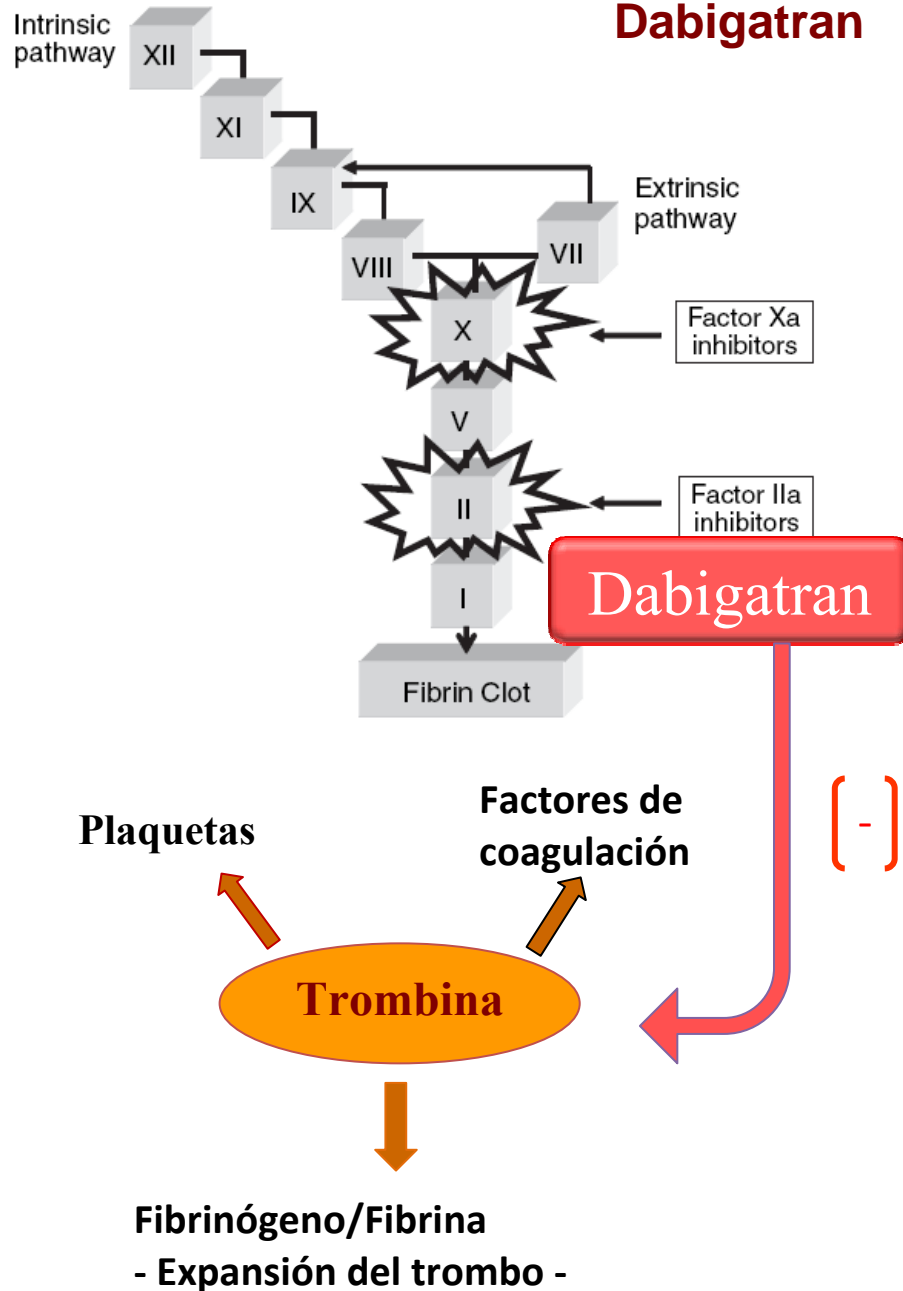 Dabigatran
Intrinsic
pathway
XII
XI
IX
Extrinsic
pathway
VIII
VII
X
Factor Xa
inhibitors
V
II
Factor IIa
inhibitors
I
Dabigatran
Fibrin Clot
Plaquetas
Factores de
coagulación
-
Trombina
Fibrinógeno/Fibrina
- Expansión del trombo -